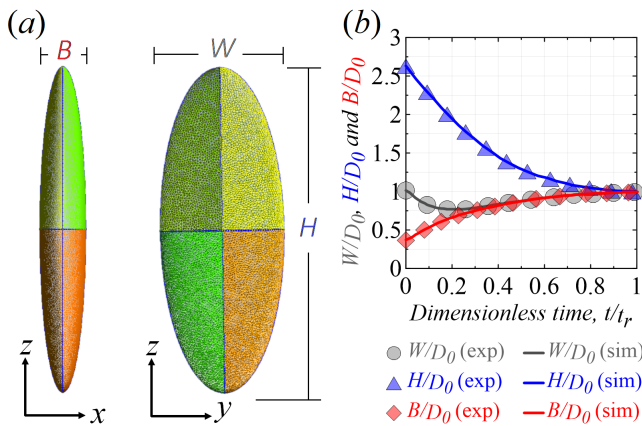 (a)
B
W
H
z
x
z
y
(b)
W/D0, H/D0 and B/D0
3
2.5
2
1.5
1
0.5
0
0
0.2
0.4
0.6
0.8
1
Dimensionless time, t/tr
W/D0 (exp) W/D0 (sim)
H/D0 (exp) H/D0 (sim)
B/D0 (exp) B/D0 (sim)